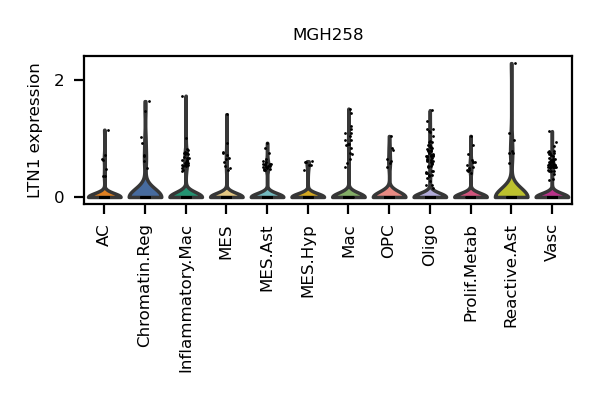 MGH258
LTN1 expression
2
0
AC
Chromatin.Reg
Inflammatory.Mac
MES
MES.Ast
MES.Hyp
Mac
OPC
Oligo
Prolif.Metab
Reactive.Ast
Vasc